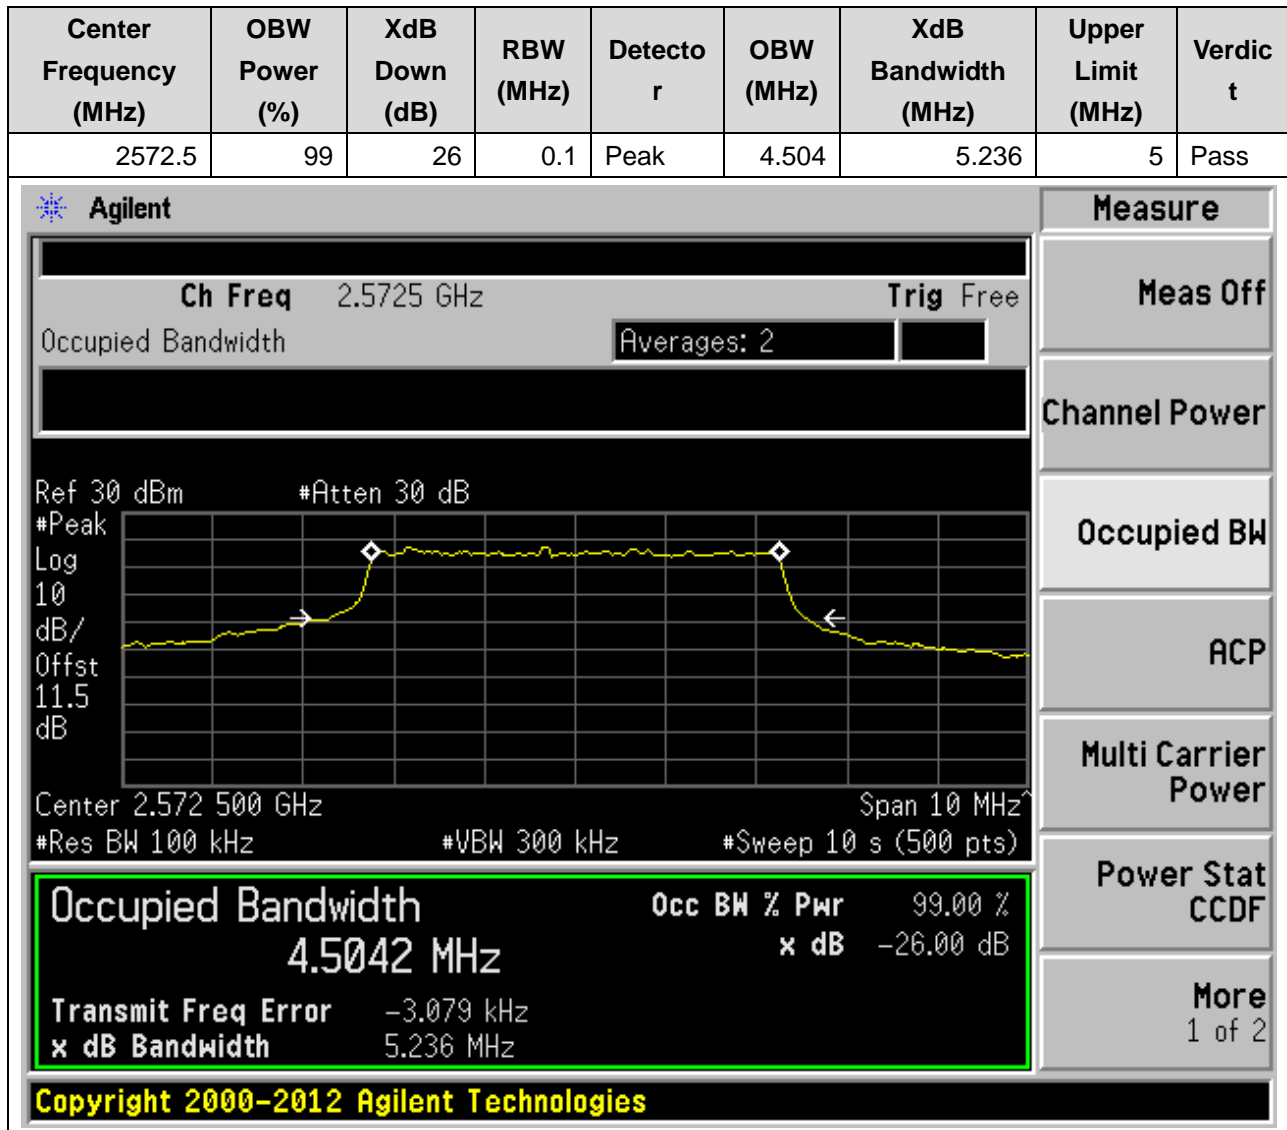 Center Frequency (MHz) OBW Power (%) XdB Down (dB) RBW (MHz) Detecto r OBW (MHz) XdB Bandwidth (MHz) Upper Limit (MHz) Verdic t
2572.5 99 26 0.1 Peak 4.504 5.236 5 Pass
Agilent
Measure
Ch Freq 2.5725 GHz Trig Free
Meas Off
Occupied Bandwidth Averages: 2
Channel Power
Ref 30 dBm #Atten 30 dB
#Peak
Log
10
dB/
Offst
11.5
dB
Occupied BW
ACP
Multi Carrier
Power
Center 2.572 500 GHz Span 10 MHz^
#Res BW 100 kHz #VBW 300 kHz #Sweep 10 s (500 pts)
Power Stat
CCDF
Occupied Bandwidth Occ BW % Pwr 99.00 %
4.5042 MHz x dB -26.00 dB
Transmit Freq Error -3.079 kHz
x dB Bandwidth 5.236 MHz
More
1 of 2
Copyright 2000-2012 Agilent Technologies